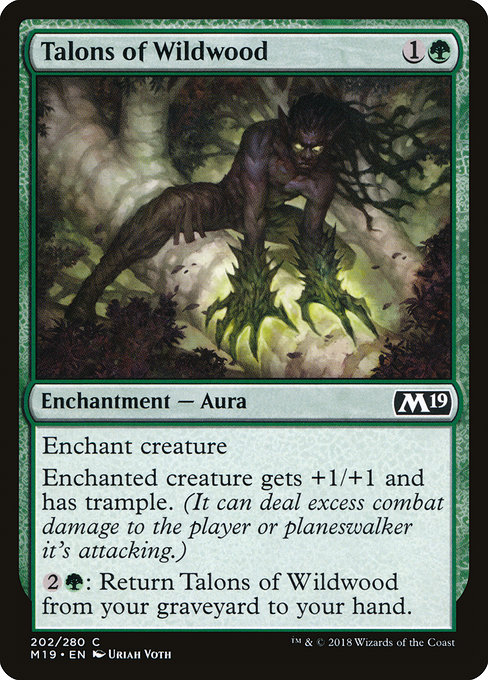 Talons of Wildwood 1
Enchantment — Aura M19
Enchant creature
Enchanted creature gets +1/+1 and
has trample. (It can deal excess combat
damage to the player or planeswalker
it's attacking.)
2: Return Talons of Wildwood
from your graveyard to your hand.
202/280 C ™ & © 2018 Wizards of the Coast
M19 • EN Uriah Voth